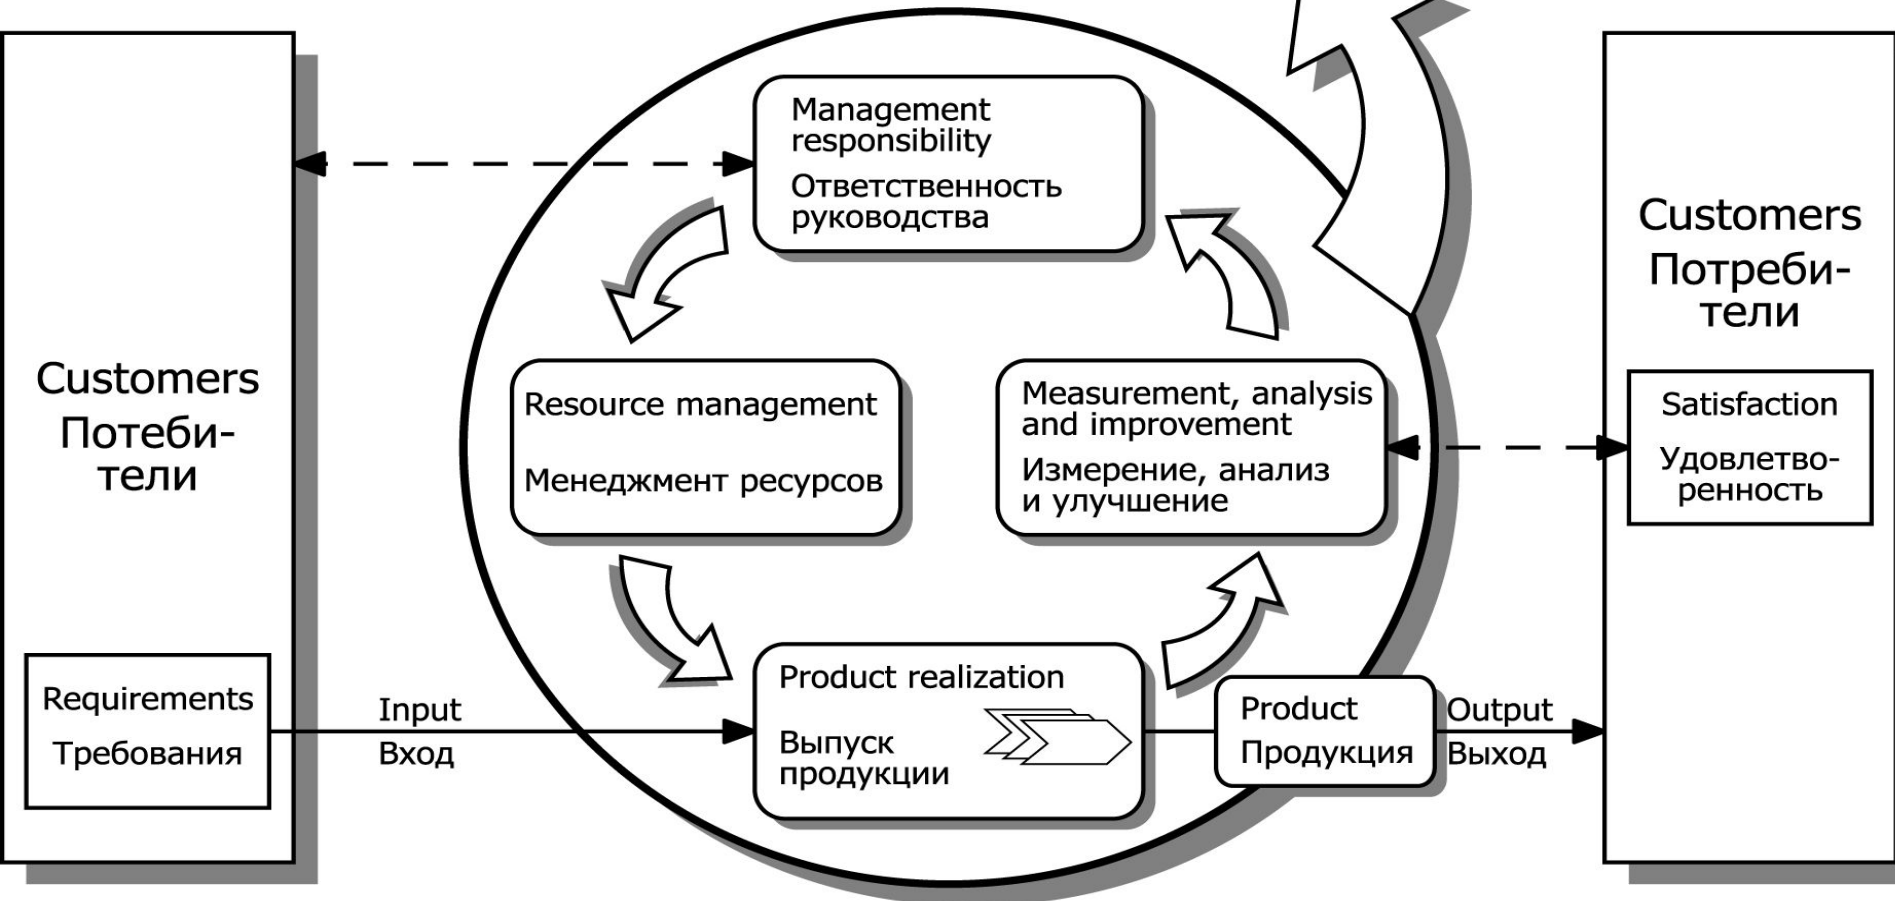 Customers
Потеби-
тели
Requirements
Требования
Input
Вход
Management
responsibility
Ответственность
руководства
Resource management
Менеджмент ресурсов
Measurement, analysis
and improvement
Измерение, анализ
и улучшение
Product realization
Выпуск
продукции
Product
Продукция
Output
Выход
Customers
Потреби-
тели
Satisfaction
Удовлетво-
ренность